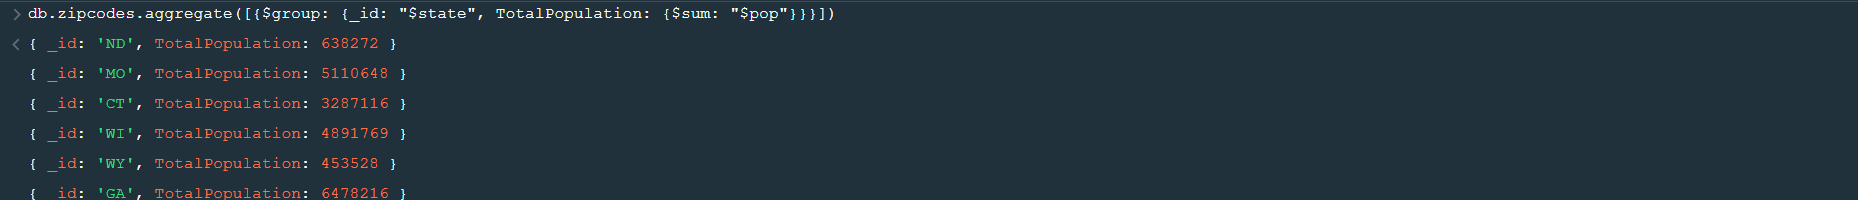 > db.zipcodes.aggregate([{$group: {_id: "$state", TotalPopulation: {$sum: "$pop"}}}])
< { _id: 'ND', TotalPopulation: 638272 }
{ _id: 'MO', TotalPopulation: 5110648 }
{ _id: 'CT', TotalPopulation: 3287116 }
{ _id: 'WI', TotalPopulation: 4891769 }
{ _id: 'WY', TotalPopulation: 453528 }
{ _id: 'GA', TotalPopulation: 6478216 }